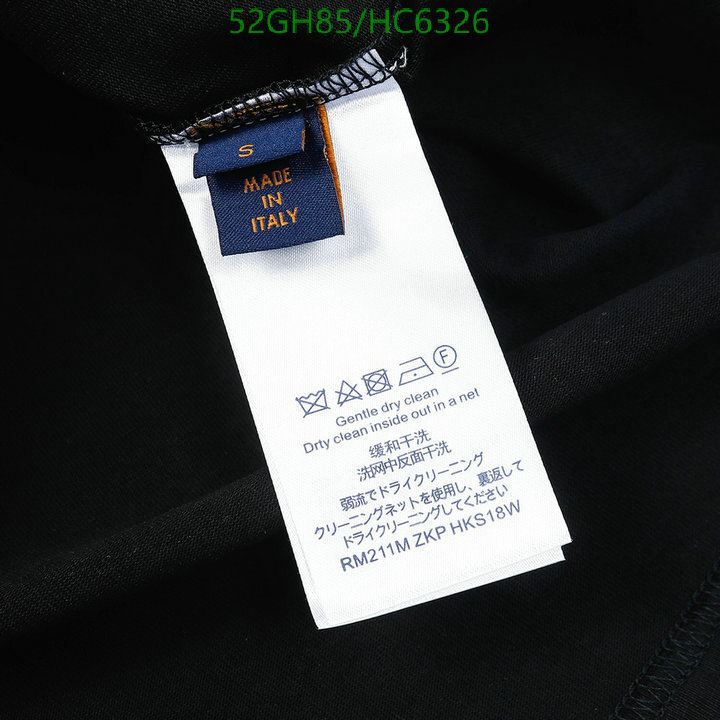 52GH85/HC6326
S
MADE
IN
ITALY
F
Gentle dry clean
Drty clean inside out in a net
缓和干洗
洗网中反面干洗
弱流でドライクリーニング
クリーニングネットを使用し、裏返して
ドライクリーニングしてください
RM211M ZKP HKS18W